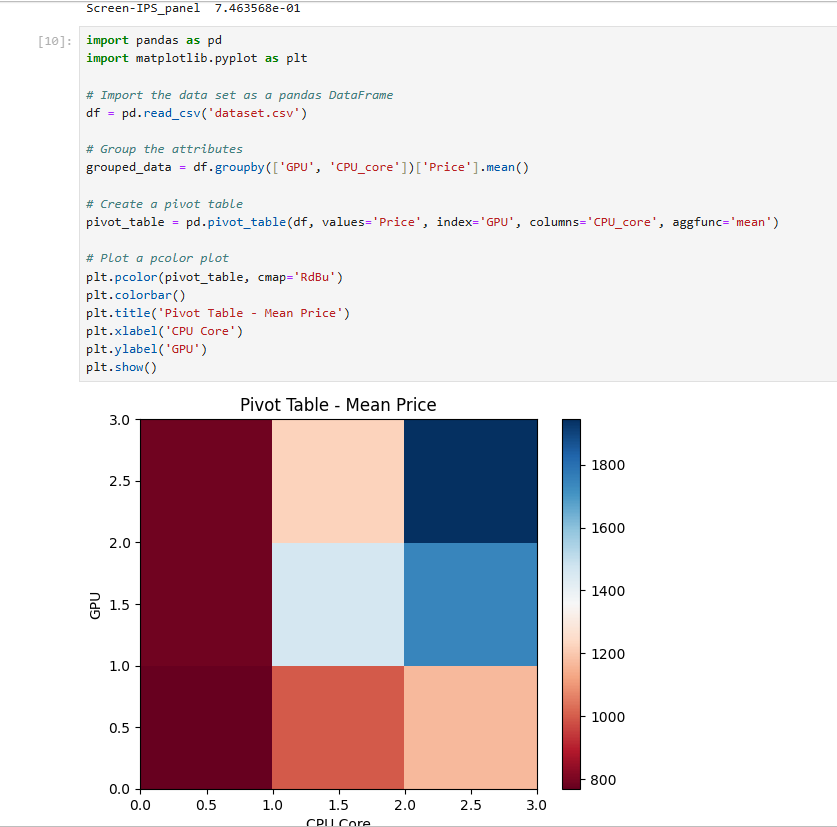 Screen-IPS_panel  7.463568e-01
[10]:
import pandas as pd
import matplotlib.pyplot as plt
# Import the data set as a pandas DataFrame
df = pd.read_csv('dataset.csv')
# Group the attributes
grouped_data = df.groupby(['GPU', 'CPU_core'])['Price'].mean()
# Create a pivot table
pivot_table = pd.pivot_table(df, values='Price', index='GPU', columns='CPU_core', aggfunc='mean')
# Plot a pcolor plot
plt.pcolor(pivot_table, cmap='RdBu')
plt.colorbar()
plt.title('Pivot Table - Mean Price')
plt.xlabel('CPU Core')
plt.ylabel('GPU')
plt.show()
Pivot Table - Mean Price
3.0
2.5
2.0
1.5
1.0
0.5
0.0
GPU
0.0 0.5 1.0 1.5 2.0 2.5 3.0
CPU Core
1800
1600
1400
1200
1000
800